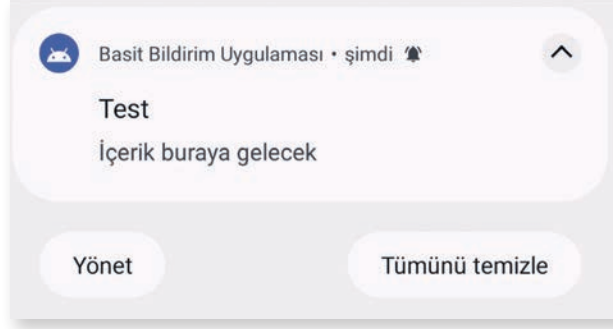 Basit Bildirim Uygulaması • şimdi
Test
İçerik buraya gelecek
Yönet
Tümünü temizle